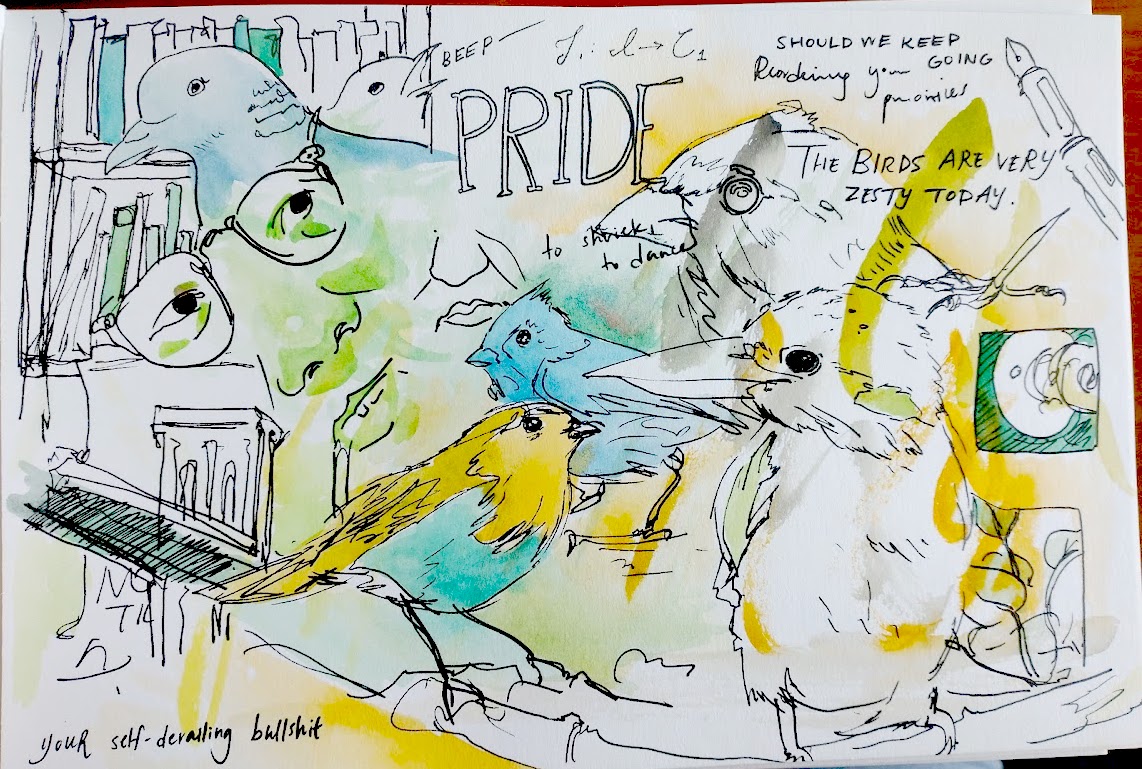 BEEP
PRIDE
SHOULD WE KEEP
GOING
Reordering your
priorities
THE BIRDS ARE VERY
ZESTY TODAY.
to shriek,
to dance
your self-derailing bullshit